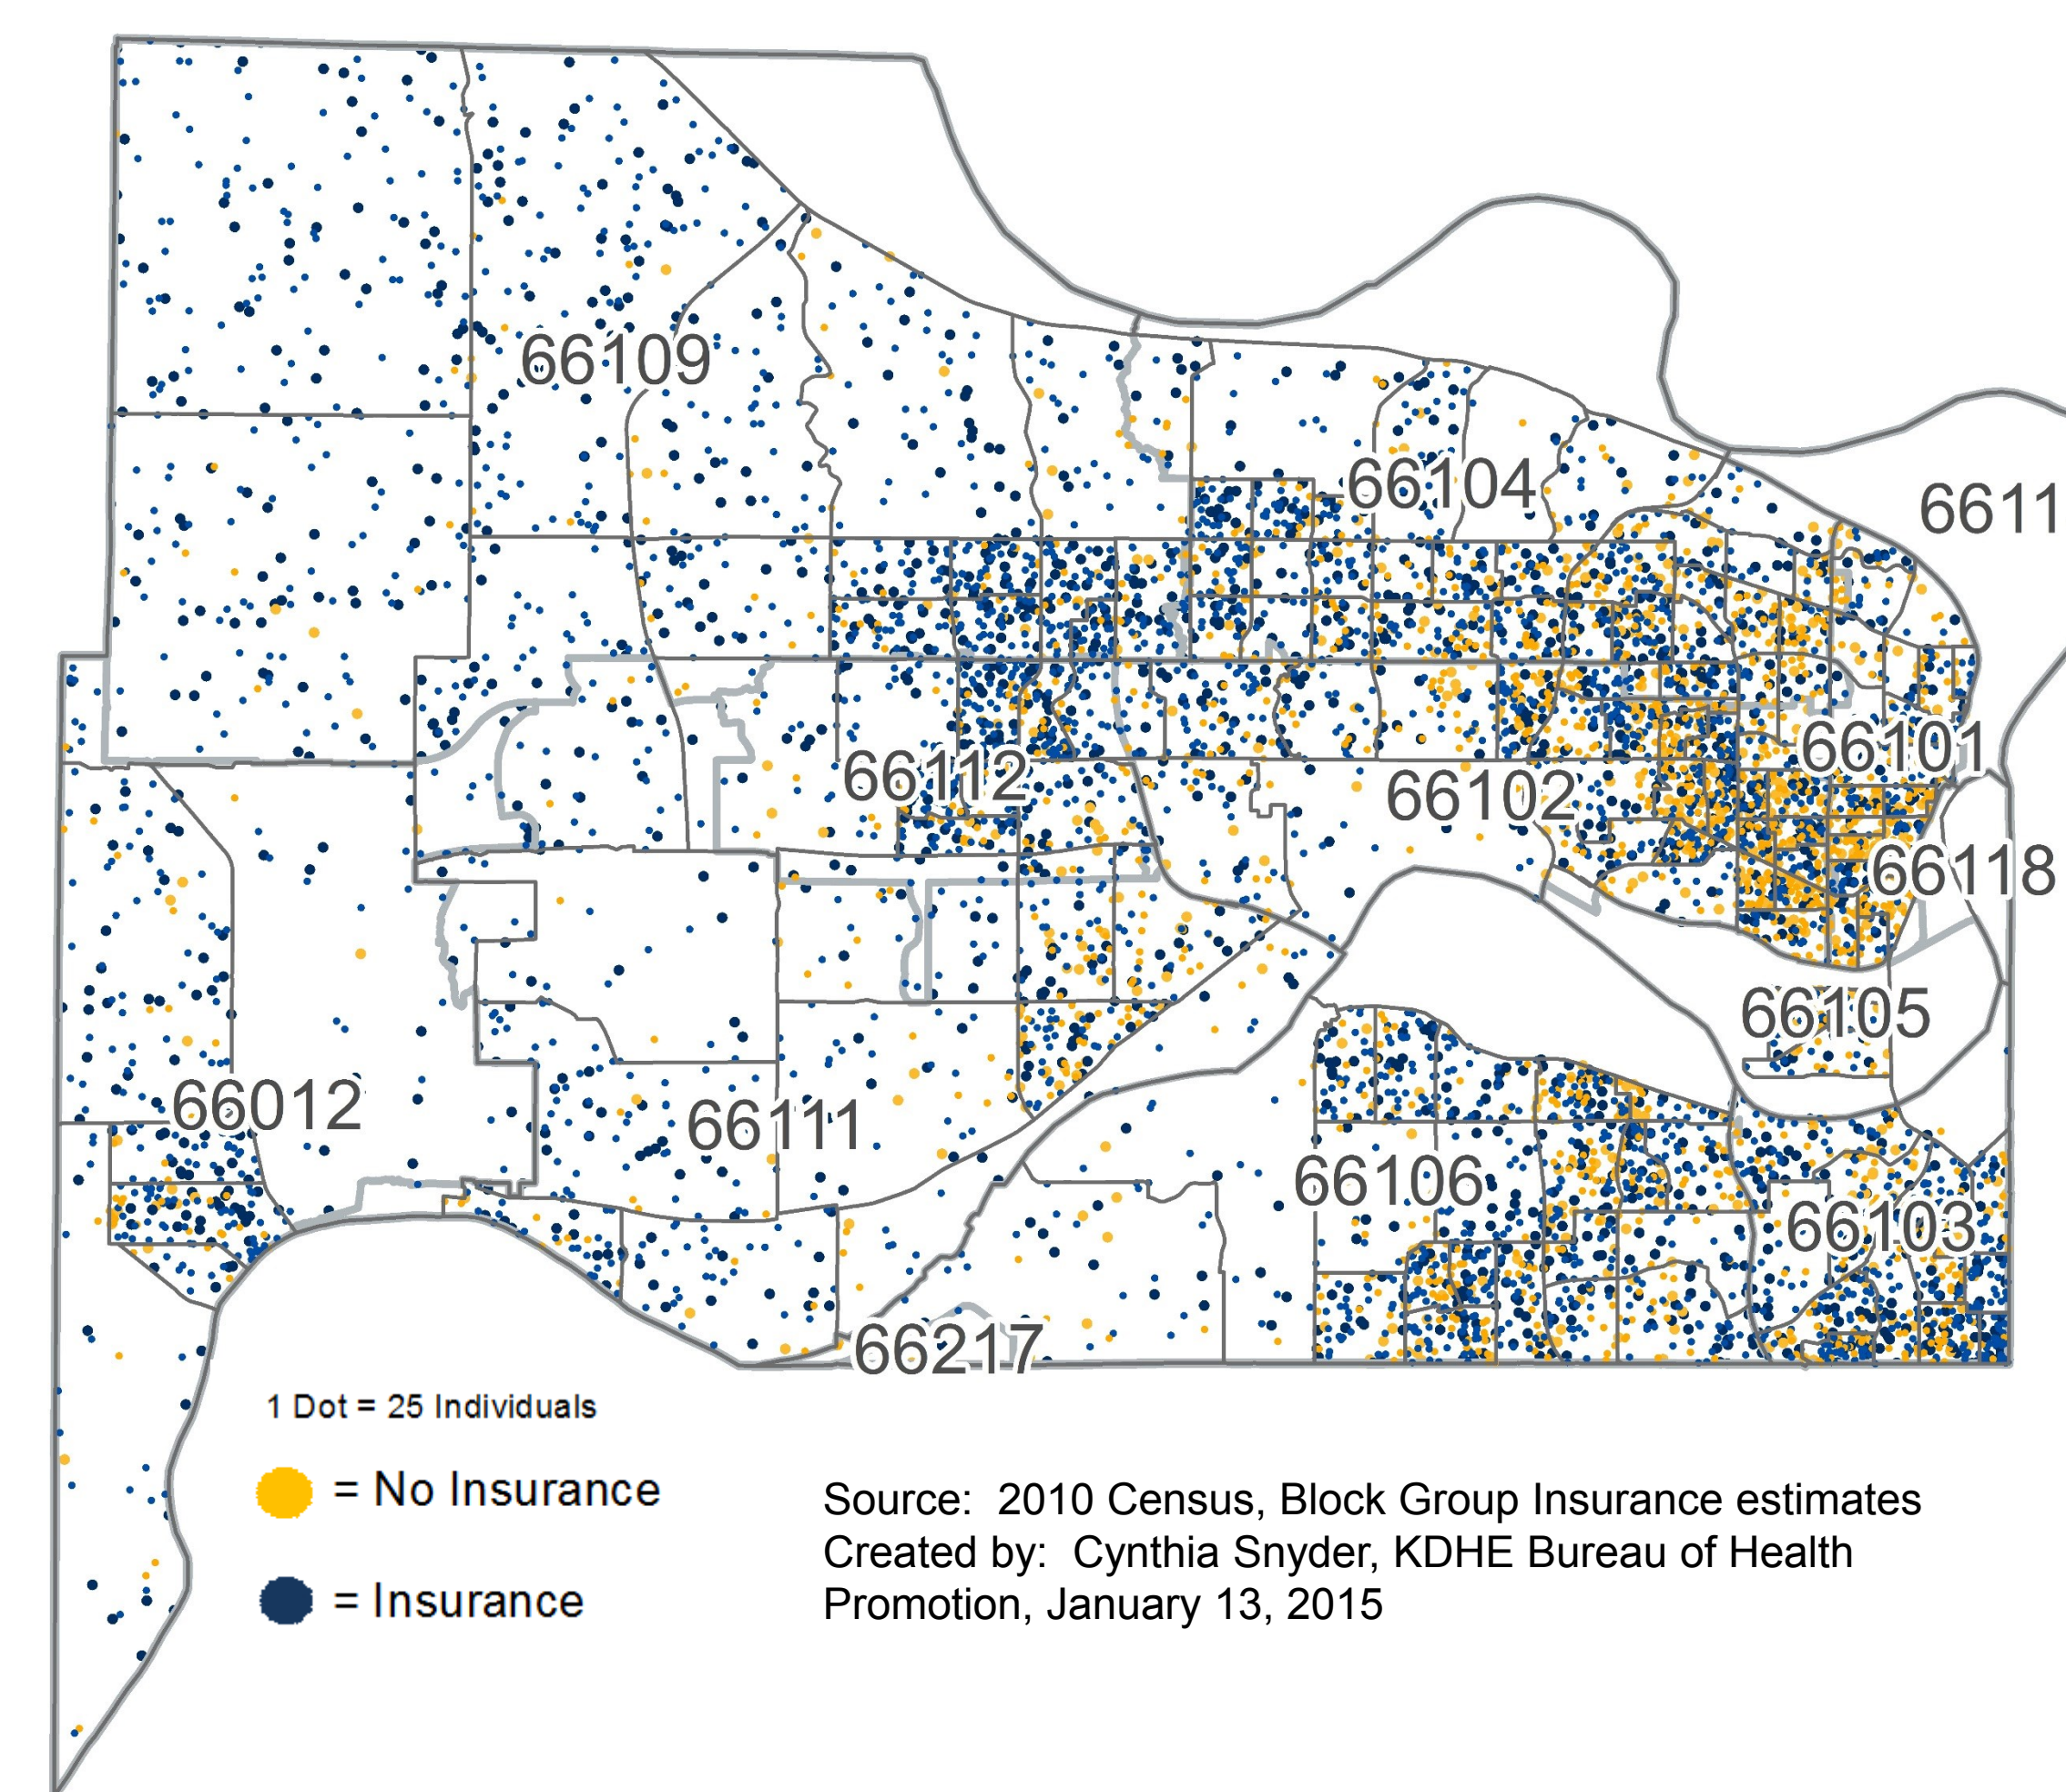 66109
66104
6611
66101
66112
66102
66118
66105
66012
66111
66106
66103
66217
1 Dot = 25 Individuals
= No Insurance
= Insurance
Source:  2010 Census, Block Group Insurance estimates
Created by:  Cynthia Snyder, KDHE Bureau of Health
Promotion, January 13, 2015